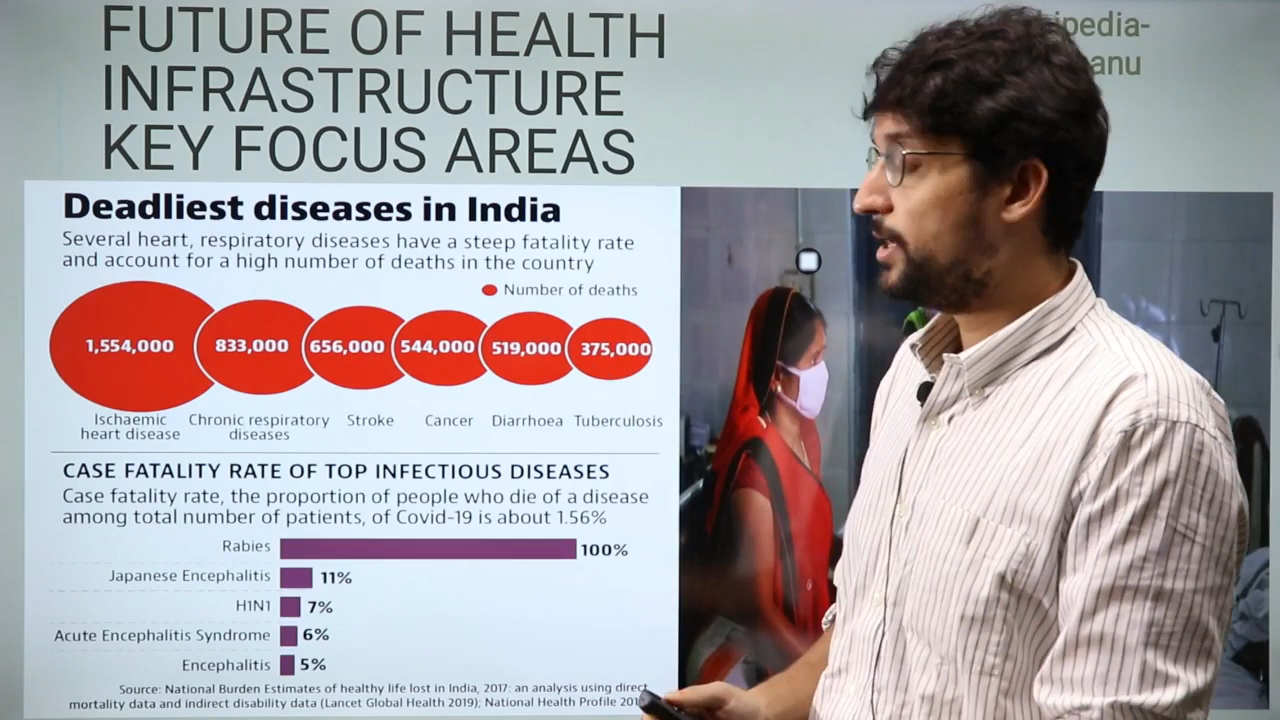 FUTURE OF HEALTH
INFRASTRUCTURE
KEY FOCUS AREAS
Deadliest diseases in India
Several heart, respiratory diseases have a steep fatality rate
and account for a high number of deaths in the country
Number of deaths
1,554,000 833,000 656,000 544,000 519,000 375,000
Ischaemic heart disease
Chronic respiratory diseases
Stroke
Cancer
Diarrhoea
Tuberculosis
CASE FATALITY RATE OF TOP INFECTIOUS DISEASES
Case fatality rate, the proportion of people who die of a disease
among total number of patients, of Covid-19 is about 1.56%
Rabies 100%
Japanese Encephalitis 11%
H1N1 7%
Acute Encephalitis Syndrome 6%
Encephalitis 5%
Source: National Burden Estimates of healthy life lost in India, 2017: an analysis using direct
mortality data and indirect disability data (Lancet Global Health 2019); National Health Profile